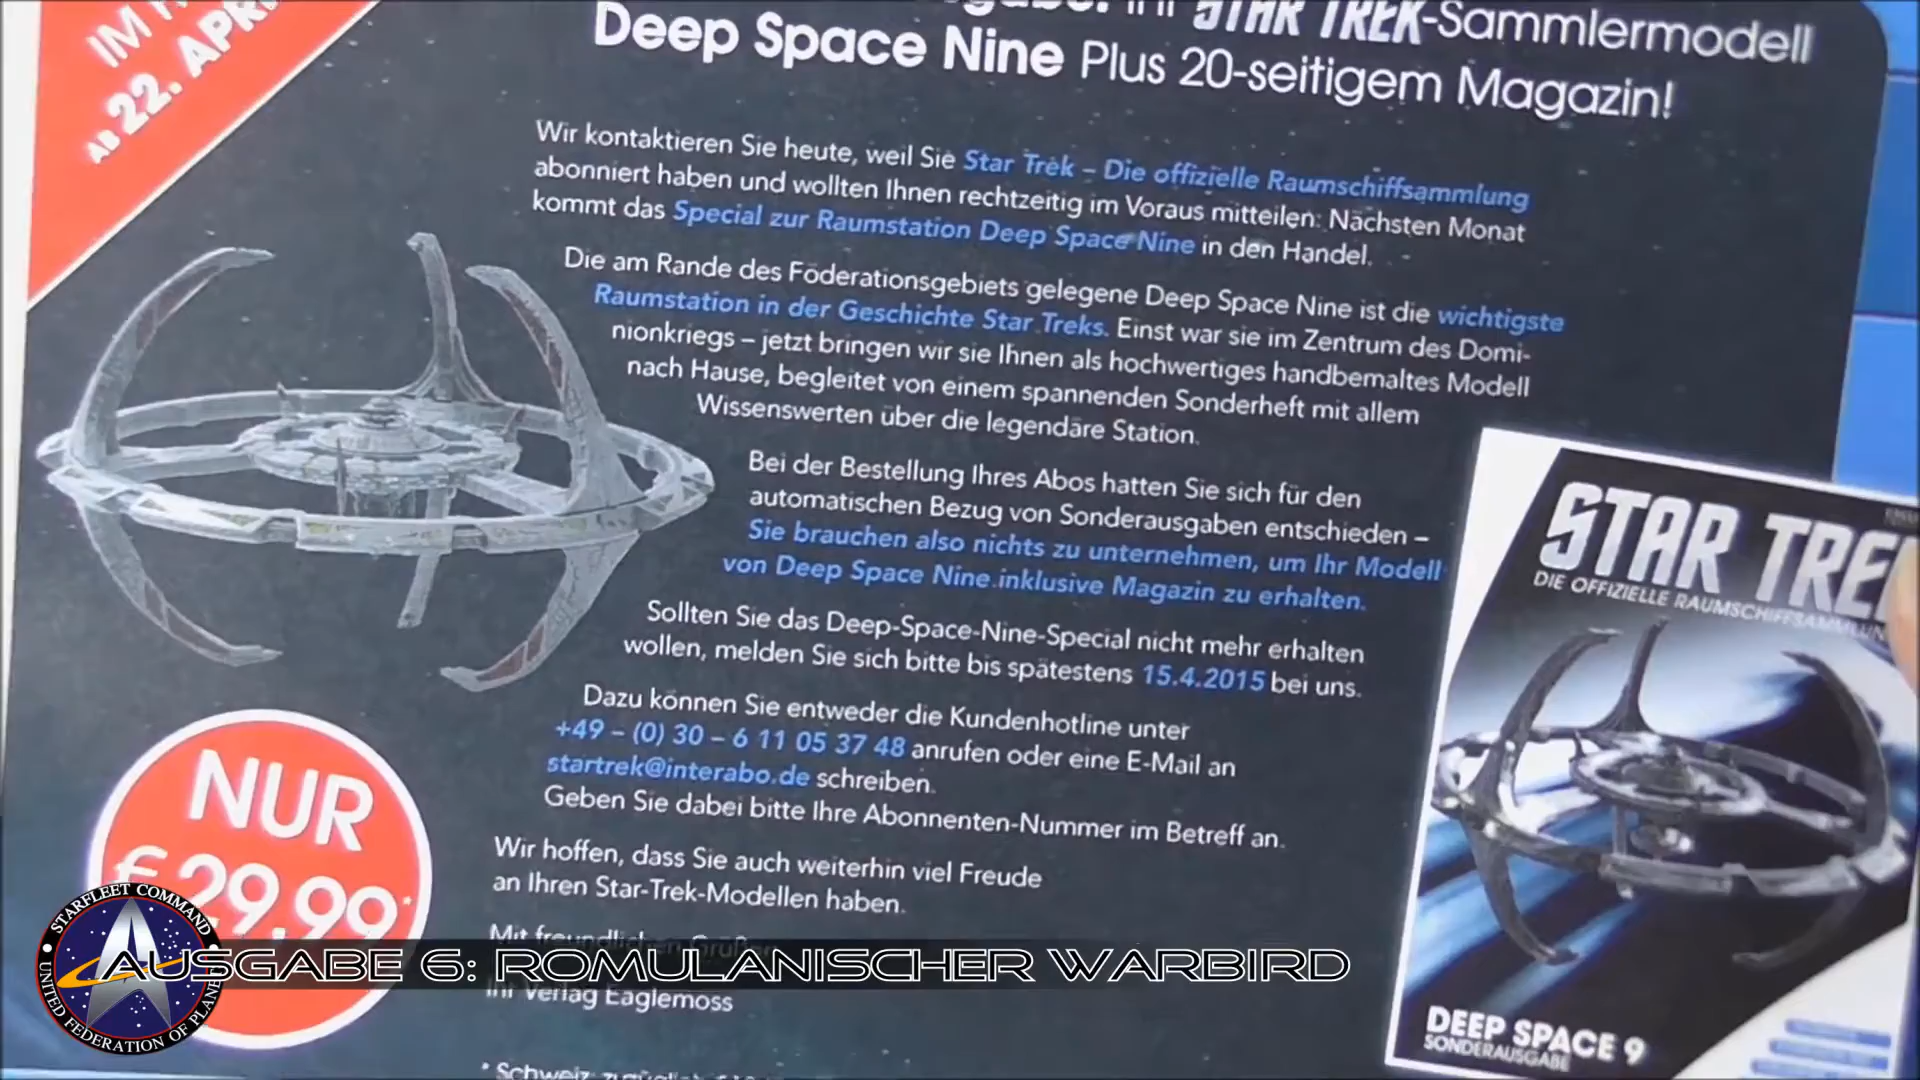 IM
AB 22. APR
STAR TREK-Sammlermodell
Deep Space Nine Plus 20-seitigem Magazin!
Wir kontaktieren Sie heute, weil Sie Star Trek – Die offizielle Raumschiffsammlung
abonniert haben und wollten Ihnen rechtzeitig im Voraus mitteilen: Nächsten Monat
kommt das Special zur Raumstation Deep Space Nine in den Handel.
Die am Rande des Föderationsgebiets gelegene Deep Space Nine ist die wichtigste
Raumstation in der Geschichte Star Treks. Einst war sie im Zentrum des Domi-
nionkriegs – jetzt bringen wir sie Ihnen als hochwertiges handbemaltes Modell
nach Hause, begleitet von einem spannenden Sonderheft mit allem
Wissenswerten über die legendäre Station.
Bei der Bestellung Ihres Abos hatten Sie sich für den
automatischen Bezug von Sonderausgaben entschieden –
Sie brauchen also nichts zu unternehmen, um Ihr Modell
von Deep Space Nine inklusive Magazin zu erhalten.
Sollten Sie das Deep-Space-Nine-Special nicht mehr erhalten
wollen, melden Sie sich bitte bis spätestens 15.4.2015 bei uns.
Dazu können Sie entweder die Kundenhotline unter
+49 – (0) 30 – 6 11 05 37 48 anrufen oder eine E-Mail an
startrek@interabo.de schreiben.
Geben Sie dabei bitte Ihre Abonnenten-Nummer im Betreff an.
Wir hoffen, dass Sie auch weiterhin viel Freude
an Ihren Star-Trek-Modellen haben.
Mit freundlichen Grüßen
Ihr Verlag Eaglemoss
* Schweiz
NUR
€ 29,99*
STAR TRE
DIE OFFIZIELLE RAUMSCHIFFSAMMLUN
DEEP SPACE 9
SONDERAUSGABE
STARFLEET COMMAND
UNITED FEDERATION OF PLANE
AUSGABE 6: ROMULANISCHER WARBIRD